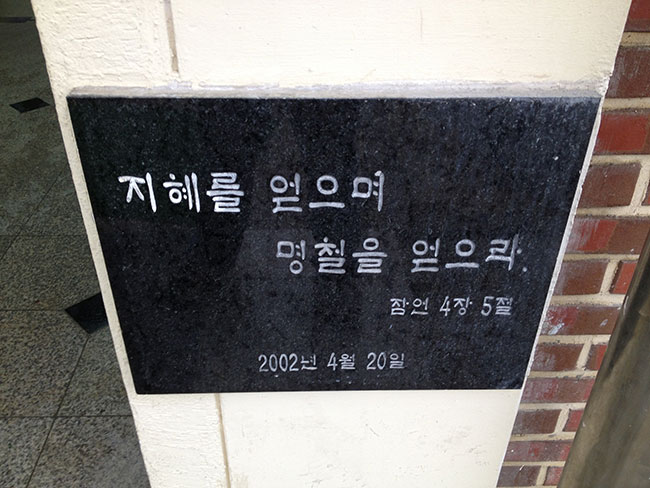 지혜를 얻으며
명철을 얻으라.
잠언 4장 5절
2002년 4월 20일